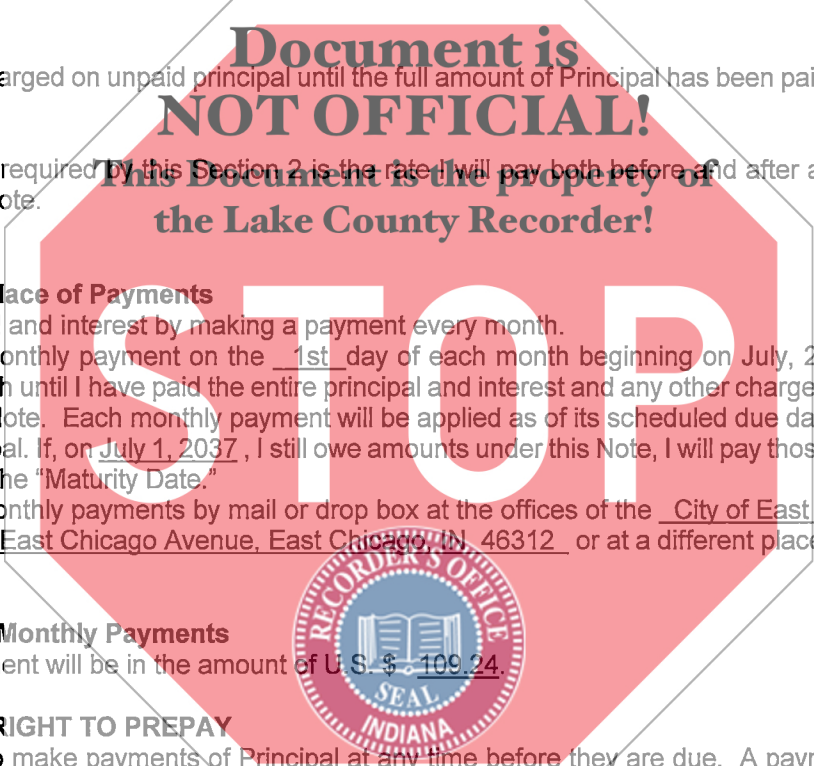 Document is
arged on unpaid principal until the full amount of Principal has been pai
NOT OFFICIAL!
required by this Section 2 is the rate I will pay both before and after a
This Document is the property of
ote.
the Lake County Recorder!
lace of Payments
and interest by making a payment every month.
onthly payment on the 1st day of each month beginning on July, 2
h until I have paid the entire principal and interest and any other charge
ote. Each monthly payment will be applied as of its scheduled due da
al. If, on July 1, 2037 , I still owe amounts under this Note, I will pay thos
he “Maturity Date.”
onthly payments by mail or drop box at the offices of the City of East
East Chicago Avenue, East Chicago, IN 46312 or at a different place
STOP
Monthly Payments
ent will be in the amount of U.S. $ 109.24.
RECORDER'S OFFICE
SEAL
INDIANA
RIGHT TO PREPAY
make payments of Principal at any time before they are due. A paym